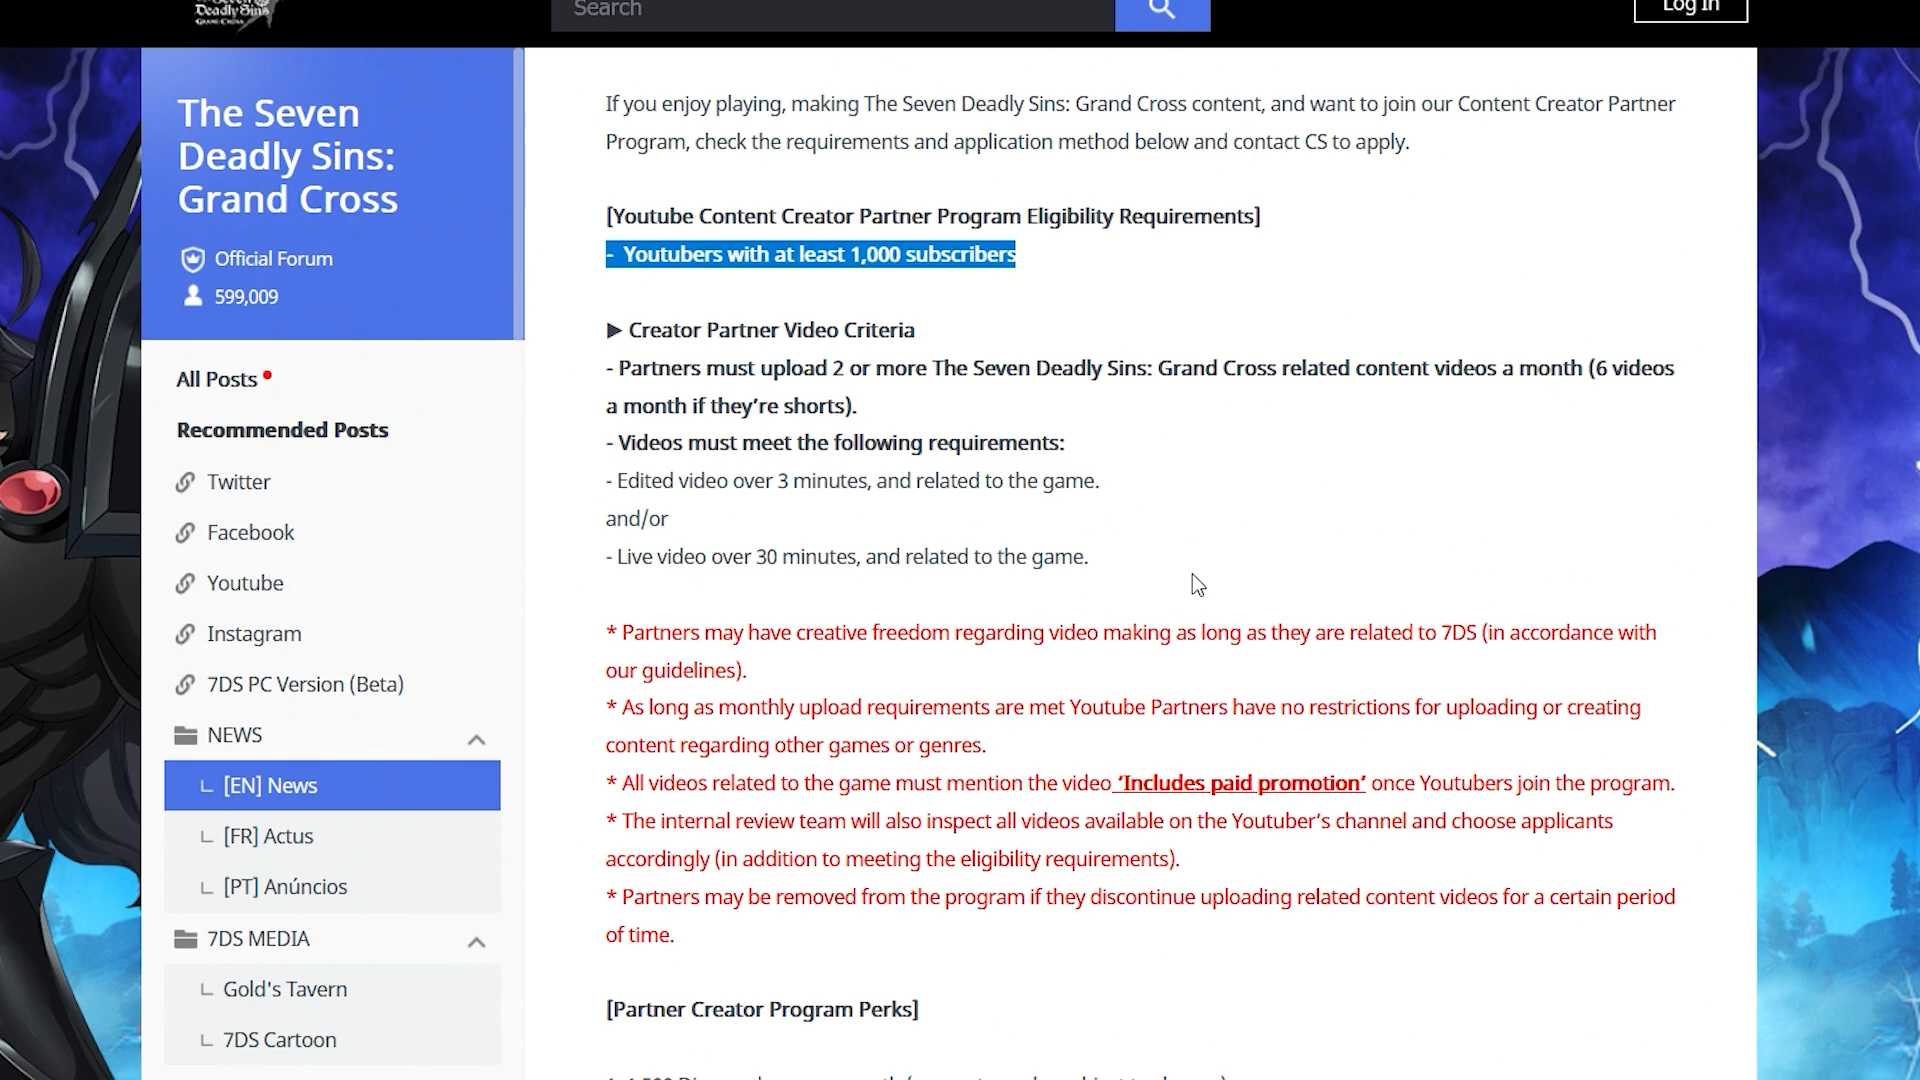 Deadly Sins
GRAND CROSS
Search
Log In
The Seven
Deadly Sins:
Grand Cross
Official Forum
599,009
All Posts
Recommended Posts
Twitter
Facebook
Youtube
Instagram
7DS PC Version (Beta)
NEWS
[EN] News
[FR] Actus
[PT] Anúncios
7DS MEDIA
Gold's Tavern
7DS Cartoon
If you enjoy playing, making The Seven Deadly Sins: Grand Cross content, and want to join our Content Creator Partner
Program, check the requirements and application method below and contact CS to apply.
[Youtube Content Creator Partner Program Eligibility Requirements]
- Youtubers with at least 1,000 subscribers
▶ Creator Partner Video Criteria
- Partners must upload 2 or more The Seven Deadly Sins: Grand Cross related content videos a month (6 videos
a month if they’re shorts).
- Videos must meet the following requirements:
- Edited video over 3 minutes, and related to the game.
and/or
- Live video over 30 minutes, and related to the game.
* Partners may have creative freedom regarding video making as long as they are related to 7DS (in accordance with
our guidelines).
* As long as monthly upload requirements are met Youtube Partners have no restrictions for uploading or creating
content regarding other games or genres.
* All videos related to the game must mention the video ‘Includes paid promotion’ once Youtubers join the program.
* The internal review team will also inspect all videos available on the Youtuber’s channel and choose applicants
accordingly (in addition to meeting the eligibility requirements).
* Partners may be removed from the program if they discontinue uploading related content videos for a certain period
of time.
[Partner Creator Program Perks]